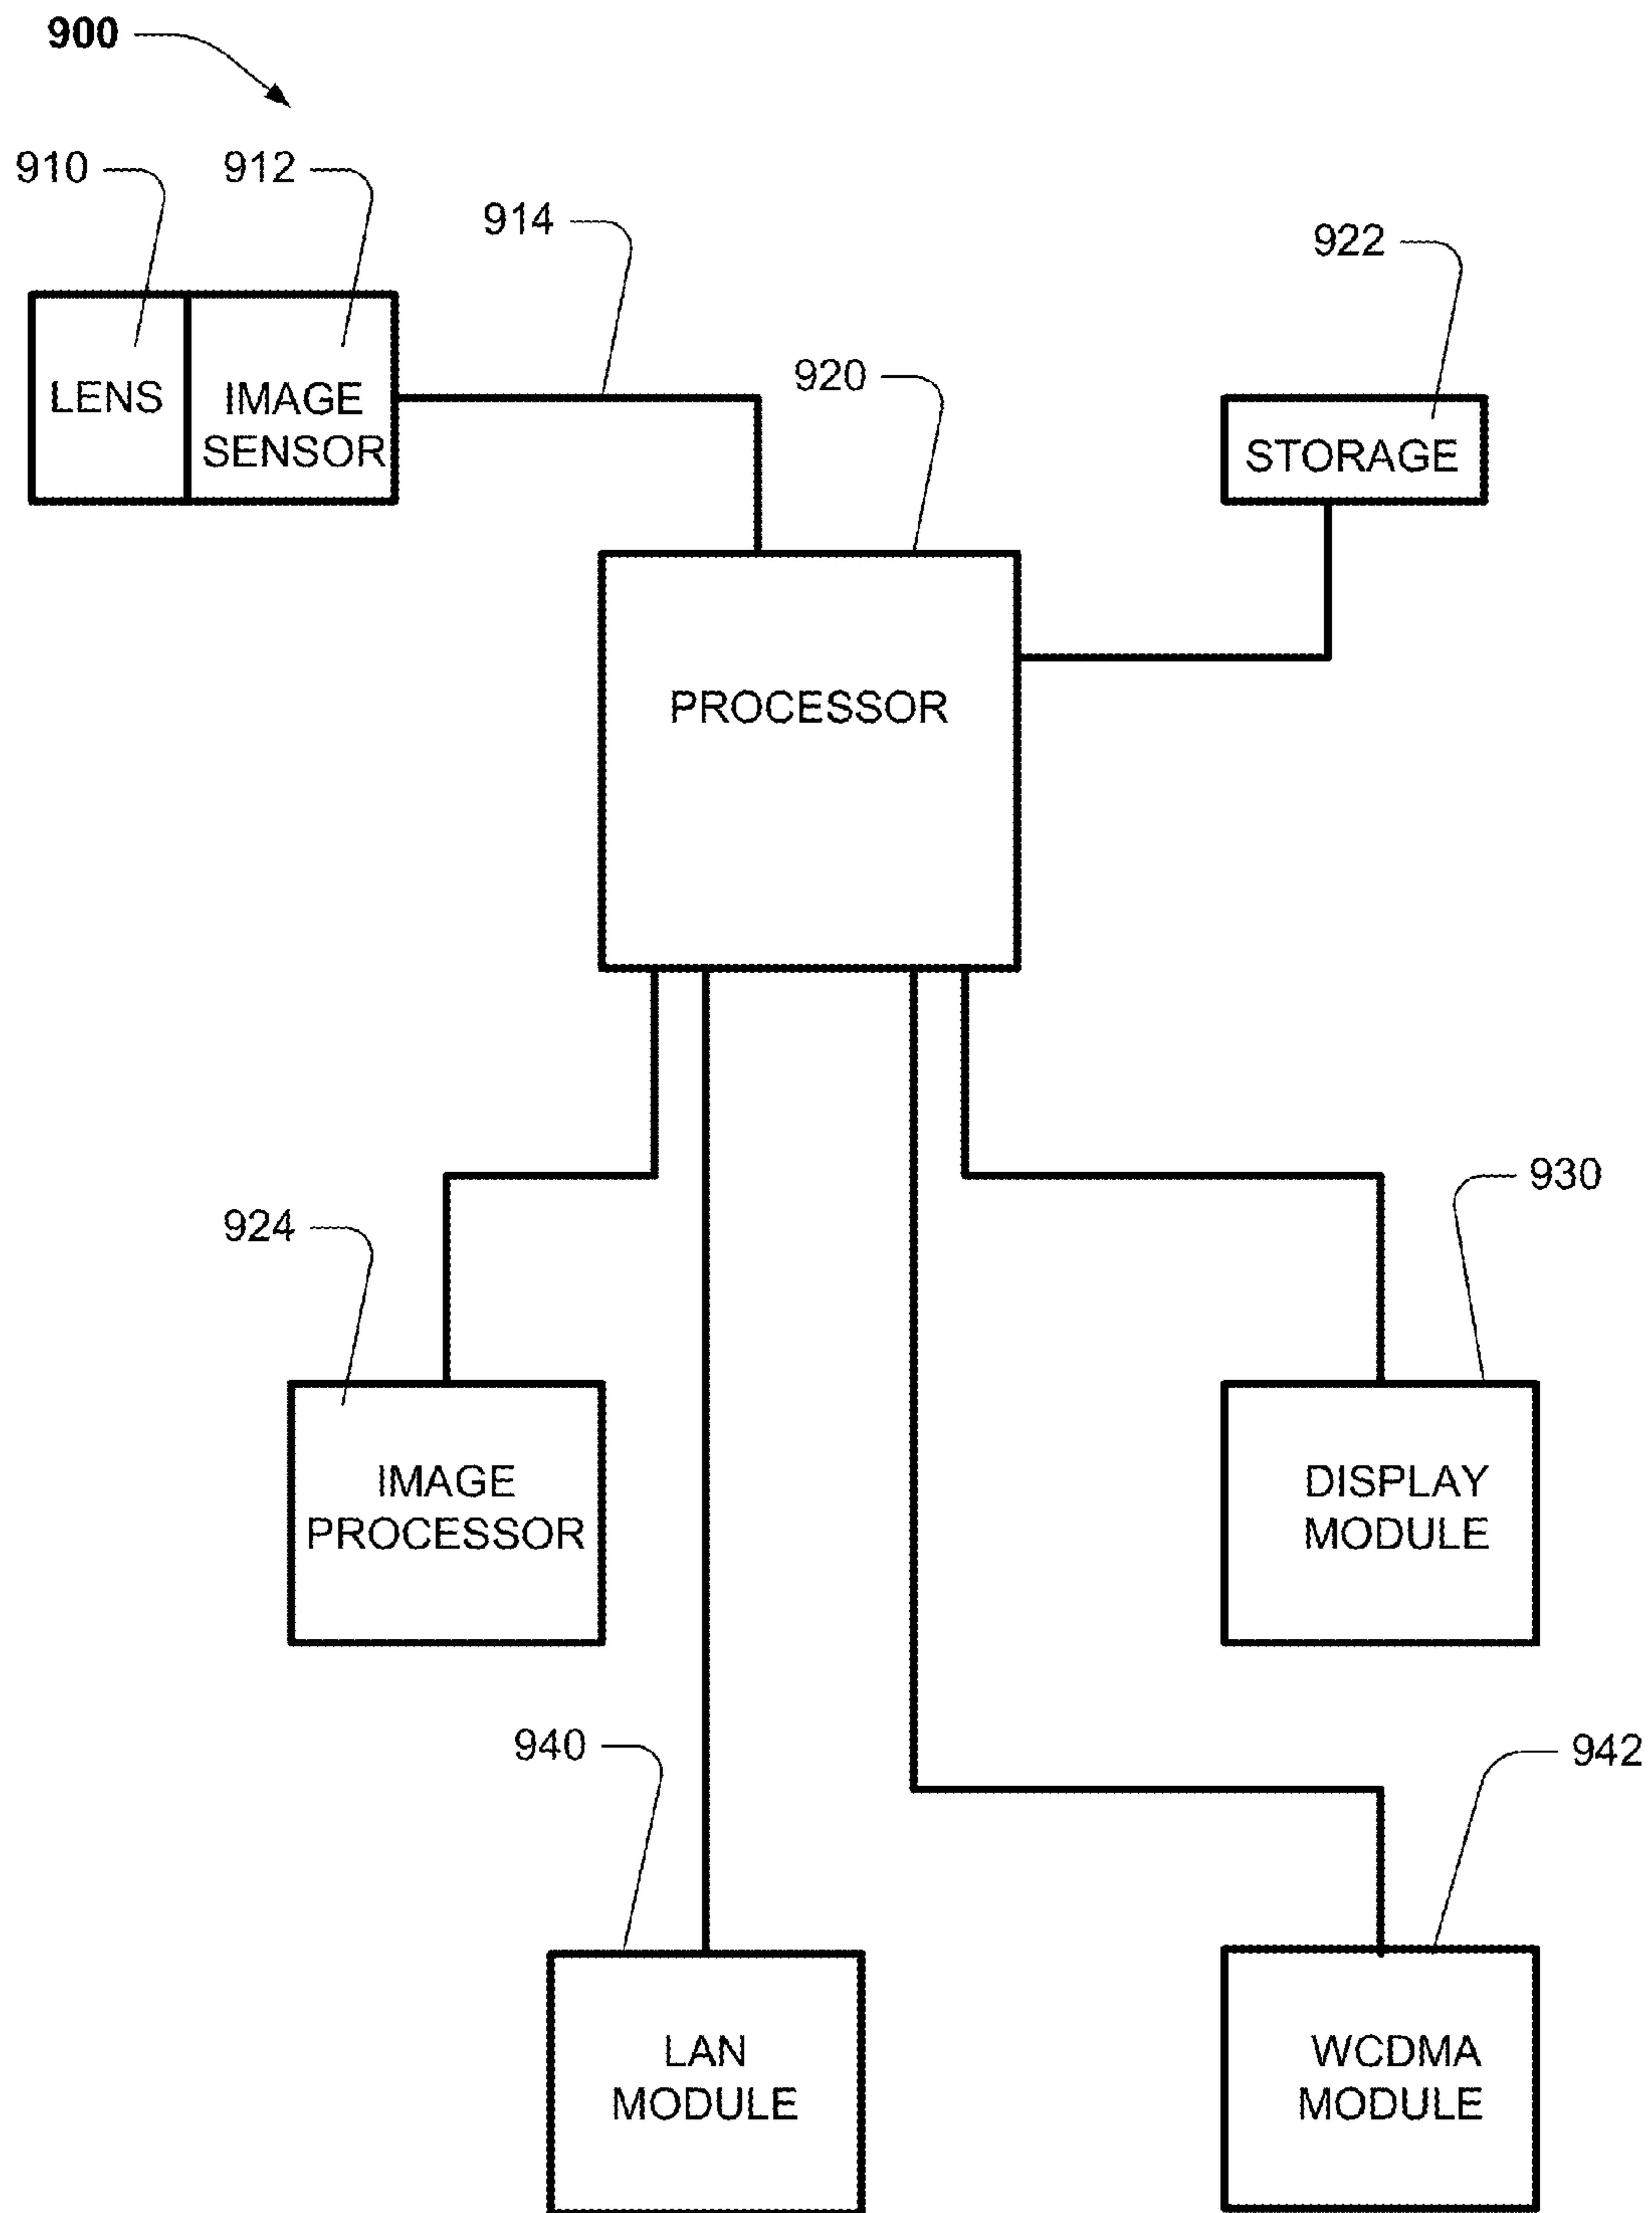 900
910
912
914
922
920
LENS
IMAGE
SENSOR
STORAGE
PROCESSOR
930
924
IMAGE
PROCESSOR
DISPLAY
MODULE
940
942
LAN
MODULE
WCDMA
MODULE